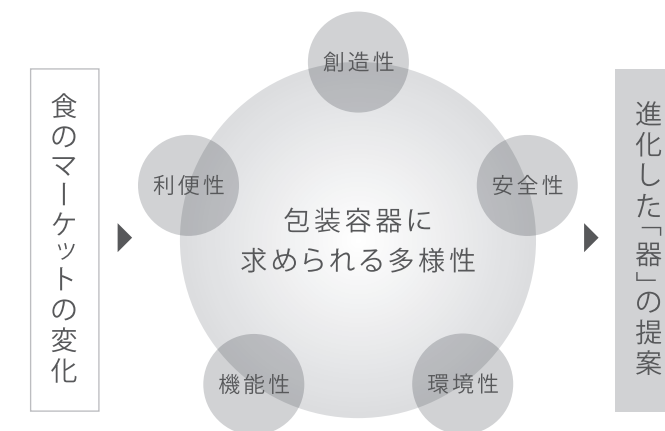 食のマーケットの変化
創造性
利便性
安全性
包装容器に
求められる多様性
機能性
環境性
進化した「器」の提案